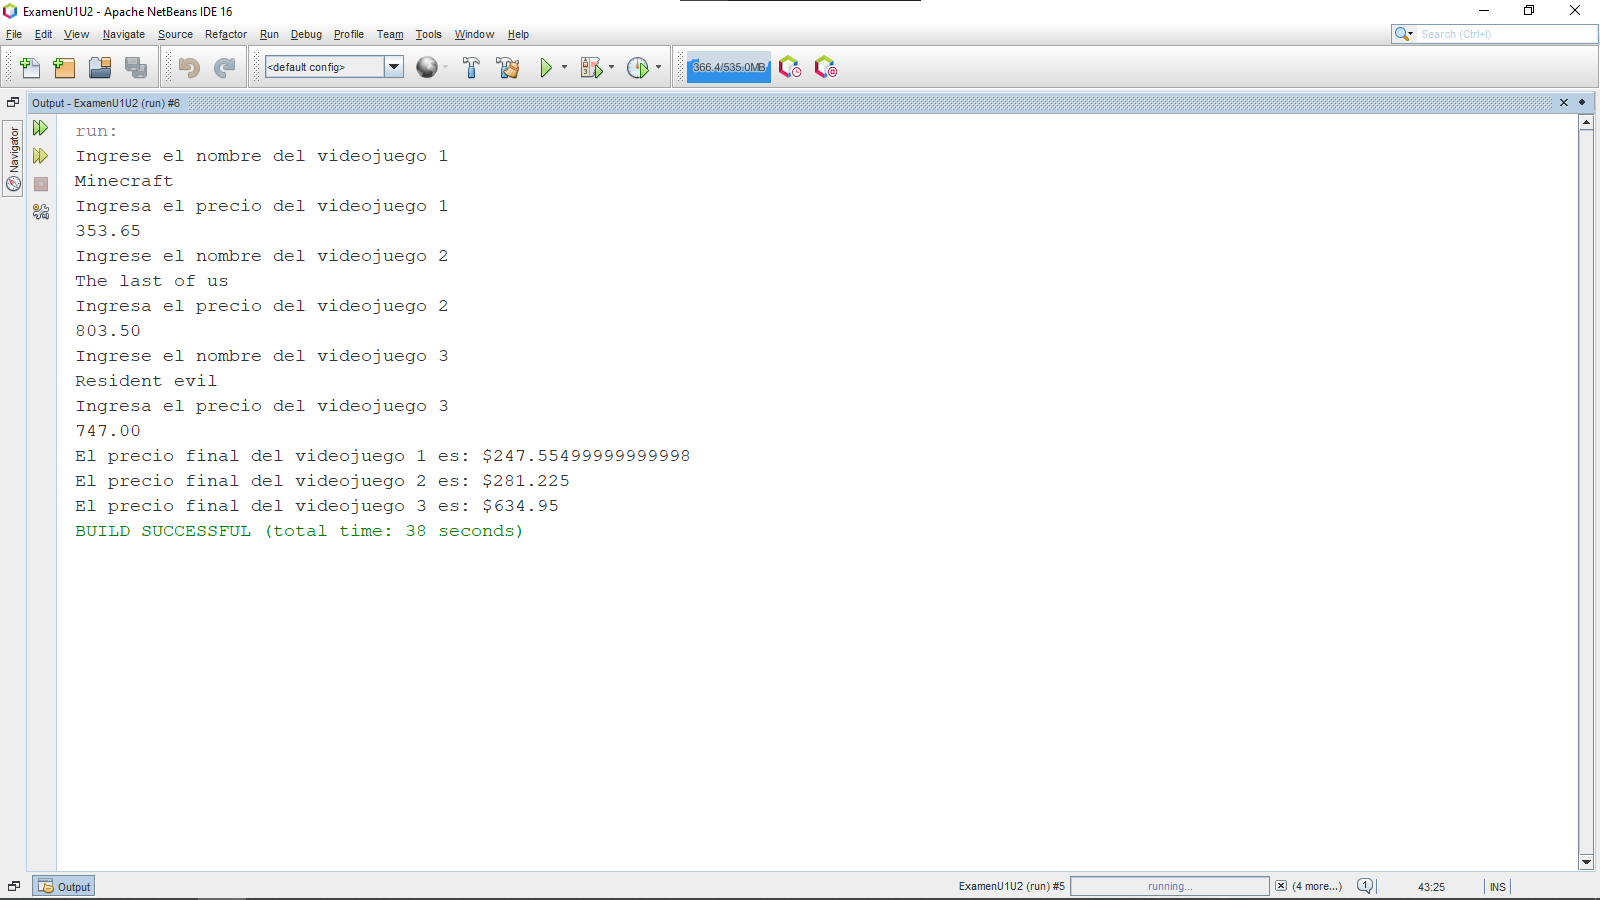 ExamenU1U2 - Apache NetBeans IDE 16
File Edit View Navigate Source Refactor Run Debug Profile Team Tools Window Help
Search (Ctrl+I)
<default config>
366.4/535.0MB
Output - ExamenU1U2 (run) #6
Navigator
run:
Ingrese el nombre del videojuego 1
Minecraft
Ingresa el precio del videojuego 1
353.65
Ingrese el nombre del videojuego 2
The last of us
Ingresa el precio del videojuego 2
803.50
Ingrese el nombre del videojuego 3
Resident evil
Ingresa el precio del videojuego 3
747.00
El precio final del videojuego 1 es: $247.55499999999998
El precio final del videojuego 2 es: $281.225
El precio final del videojuego 3 es: $634.95
BUILD SUCCESSFUL (total time: 38 seconds)
Output
ExamenU1U2 (run) #5
running...
(4 more...)
1
43:25
INS